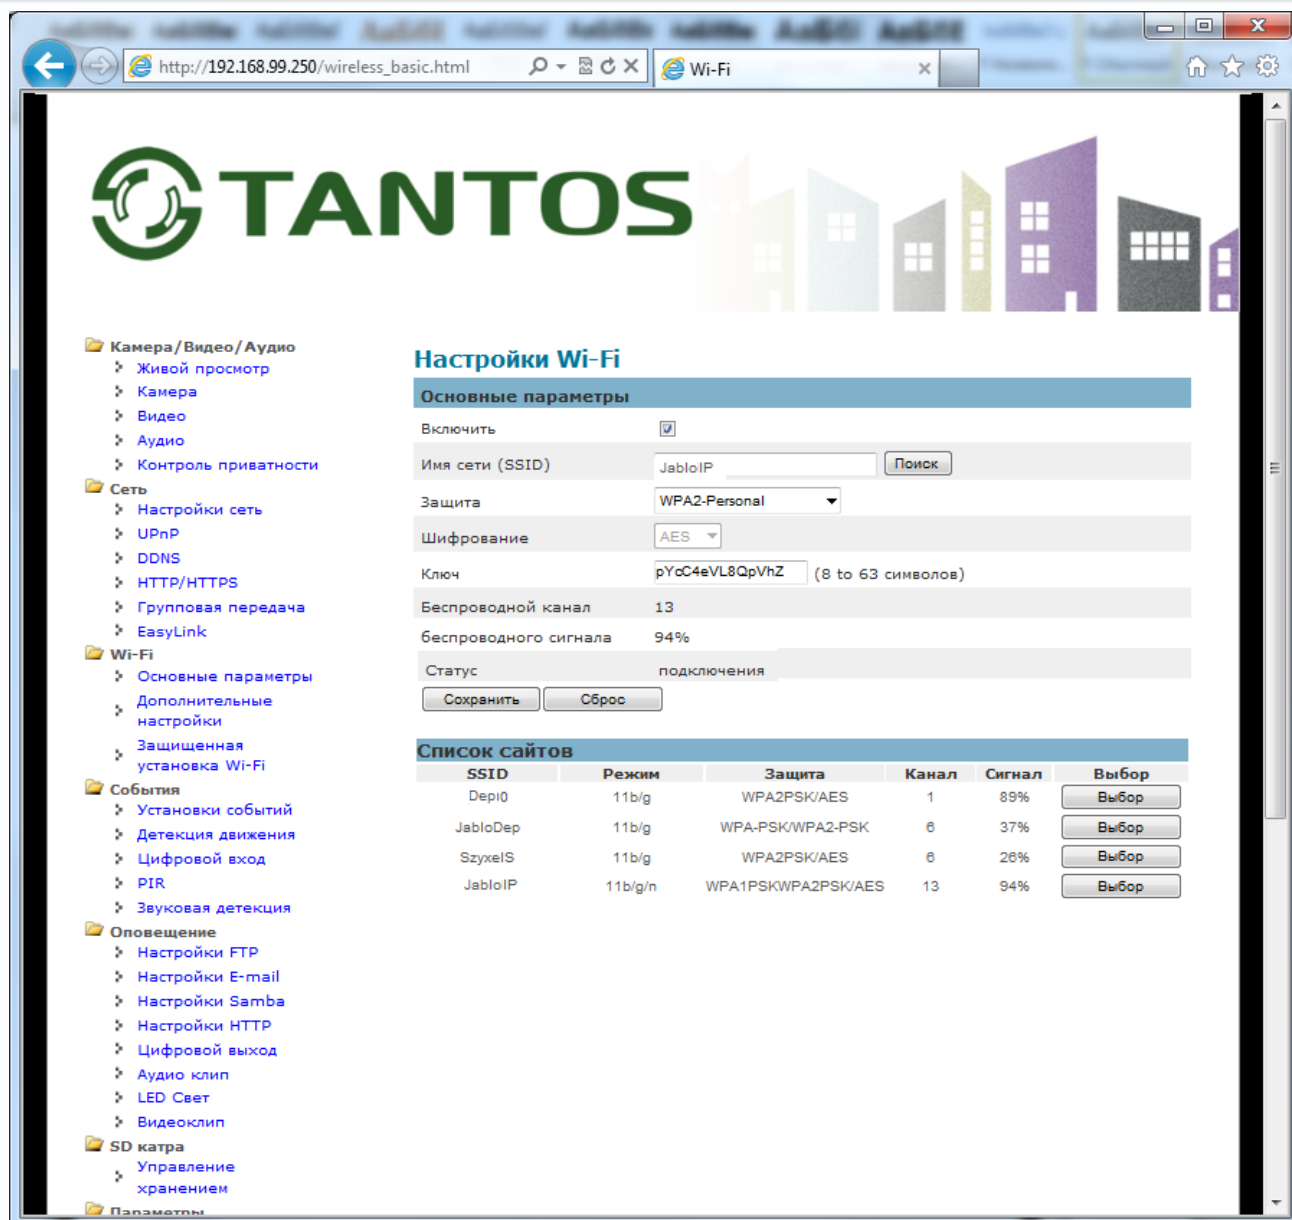 http://192.168.99.250/wireless_basic.html
Wi-Fi
TANTOS
Камера/Видео/Аудио
Живой просмотр
Камера
Видео
Аудио
Контроль приватности
Сеть
Настройки сеть
UPnP
DDNS
HTTP/HTTPS
Групповая передача
EasyLink
Wi-Fi
Основные параметры
Дополнительные
настройки
Защищенная
установка Wi-Fi
События
Установки событий
Детекция движения
Цифровой вход
PIR
Звуковая детекция
Оповещение
Настройки FTP
Настройки E-mail
Настройки Samba
Настройки HTTP
Цифровой выход
Аудио клип
LED Свет
Видеоклип
SD катра
Управление
хранением
Параметры
Настройки Wi-Fi
Основные параметры
Включить
Имя сети (SSID) JabloIP Поиск
Защита WPA2-Personal
Шифрование AES
Ключ pYcC4eVL8QpVhZ (8 to 63 символов)
Беспроводной канал 13
беспроводного сигнала 94%
Статус подключения
Сохранить Сброс
Список сайтов
SSID Режим Защита Канал Сигнал Выбор
Depi0 11b/g WPA2PSK/AES 1 89% Выбор
JabloDep 11b/g WPA-PSK/WPA2-PSK 6 37% Выбор
SzyxelS 11b/g WPA2PSK/AES 6 26% Выбор
JabloIP 11b/g/n WPA1PSKWPA2PSK/AES 13 94% Выбор